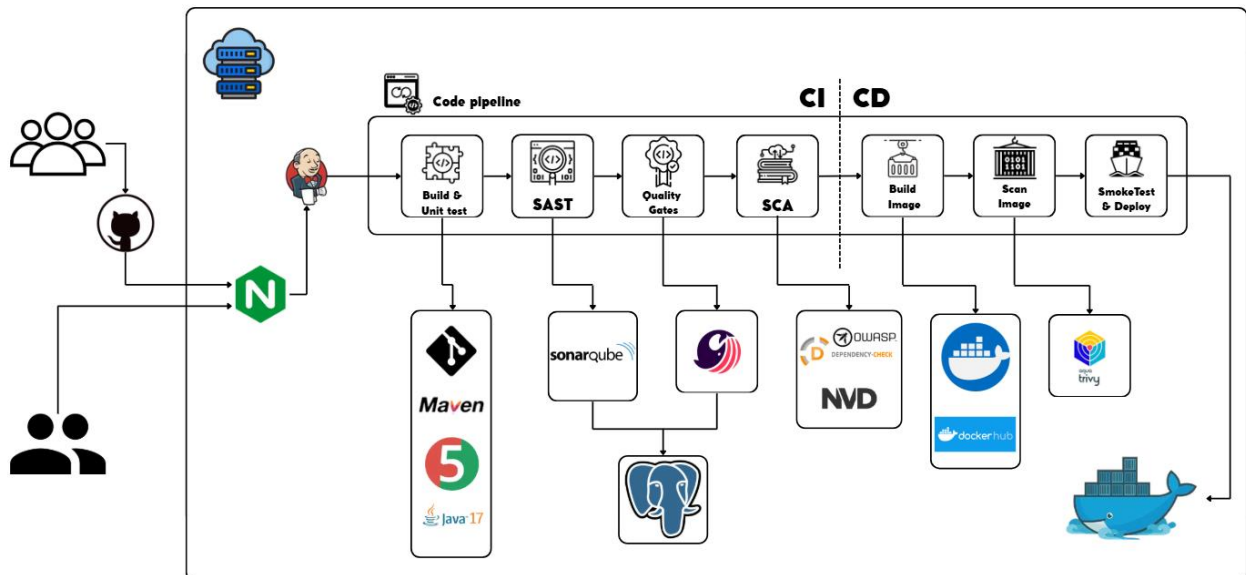 Code pipeline
CI
CD
Build &
Unit test
SAST
Quality
Gates
SCA
Build
Image
Scan
Image
SmokeTest
& Deploy
N
Maven
5
Java 17
sonarqube
D
OWASP
DEPENDENCY-CHECK
NVD
docker hub
aqua
trivy